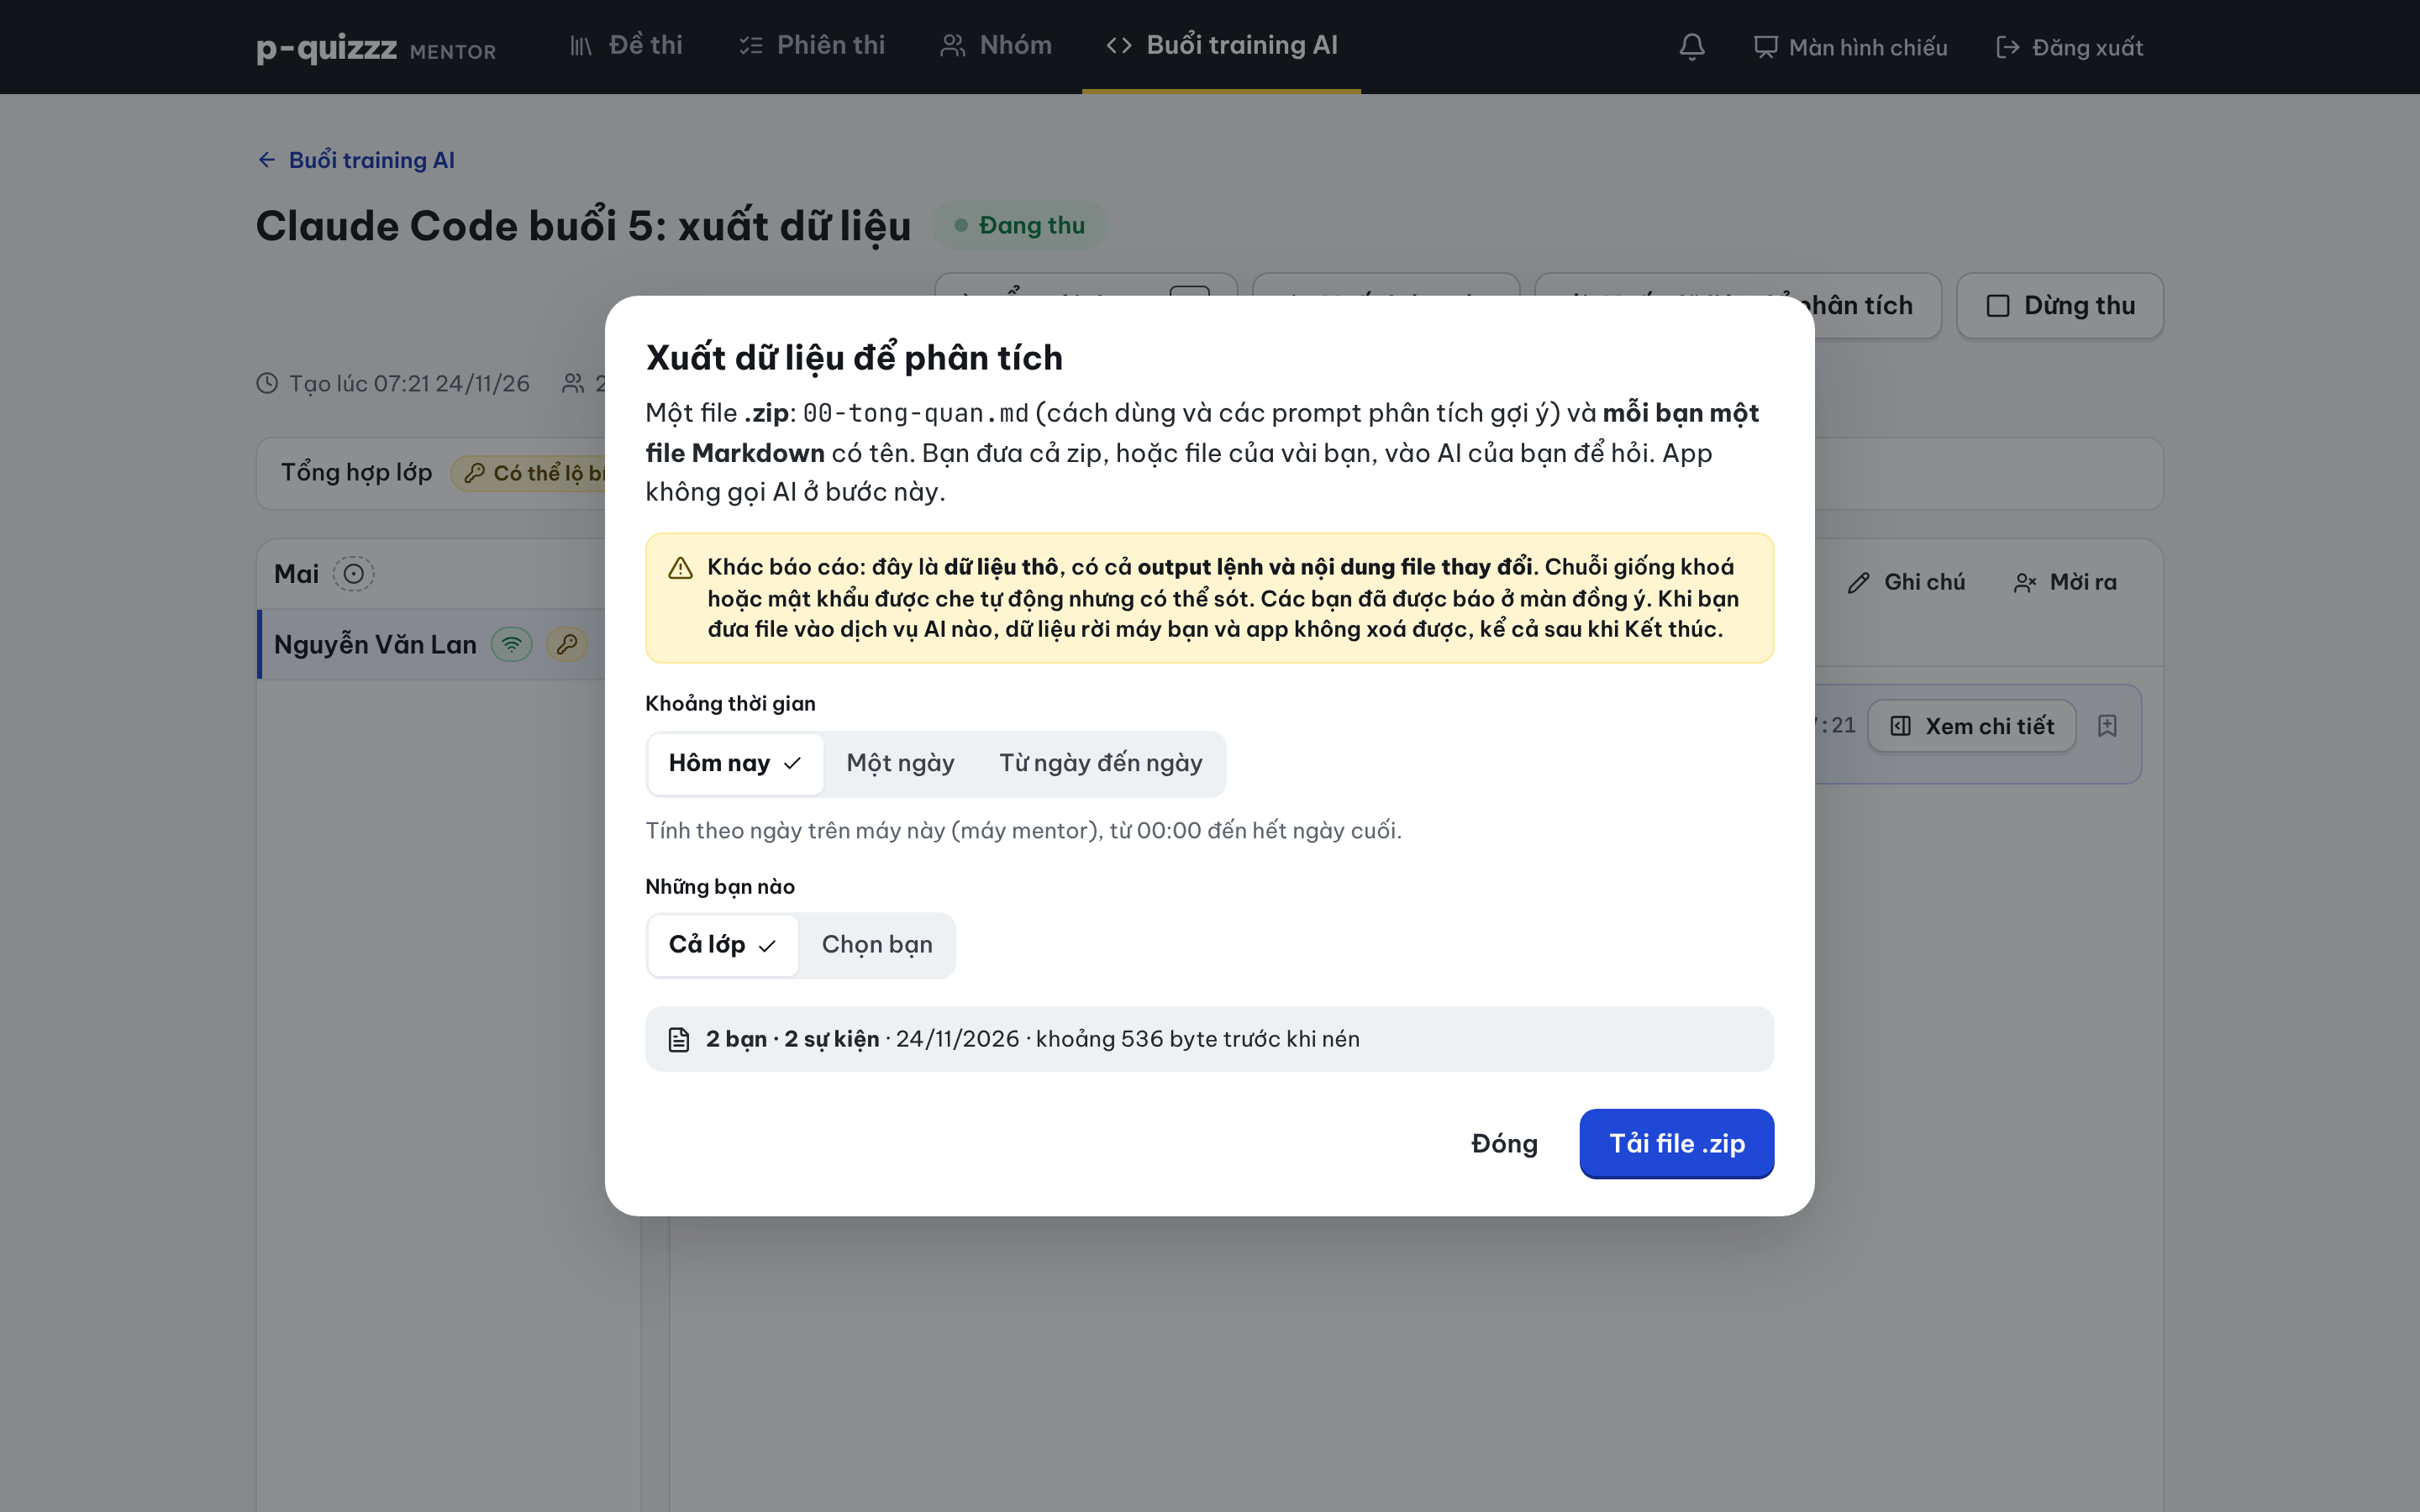 p-quizzz MENTOR
Đề thi
Phiên thi
Nhóm
Buổi training AI
Màn hình chiếu
Đăng xuất
Buổi training AI
Claude Code buổi 5: xuất dữ liệu
Đang thu
phân tích
Dừng thu
Tạo lúc 07:21 24/11/26
2
Tổng hợp lớp
Có thể lộ
Mai
Nguyễn Văn Lan
Ghi chú
Mời ra
:21
Xem chi tiết
Xuất dữ liệu để phân tích
Một file .zip: 00-tong-quan.md (cách dùng và các prompt phân tích gợi ý) và mỗi bạn một
file Markdown có tên. Bạn đưa cả zip, hoặc file của vài bạn, vào AI của bạn để hỏi. App
không gọi AI ở bước này.
Khác báo cáo: đây là dữ liệu thô, có cả output lệnh và nội dung file thay đổi. Chuỗi giống khoá
hoặc mật khẩu được che tự động nhưng có thể sót. Các bạn đã được báo ở màn đồng ý. Khi bạn
đưa file vào dịch vụ AI nào, dữ liệu rời máy bạn và app không xoá được, kể cả sau khi Kết thúc.
Khoảng thời gian
Hôm nay
Một ngày
Từ ngày đến ngày
Tính theo ngày trên máy này (máy mentor), từ 00:00 đến hết ngày cuối.
Những bạn nào
Cả lớp
Chọn bạn
2 bạn · 2 sự kiện · 24/11/2026 · khoảng 536 byte trước khi nén
Đóng
Tải file .zip